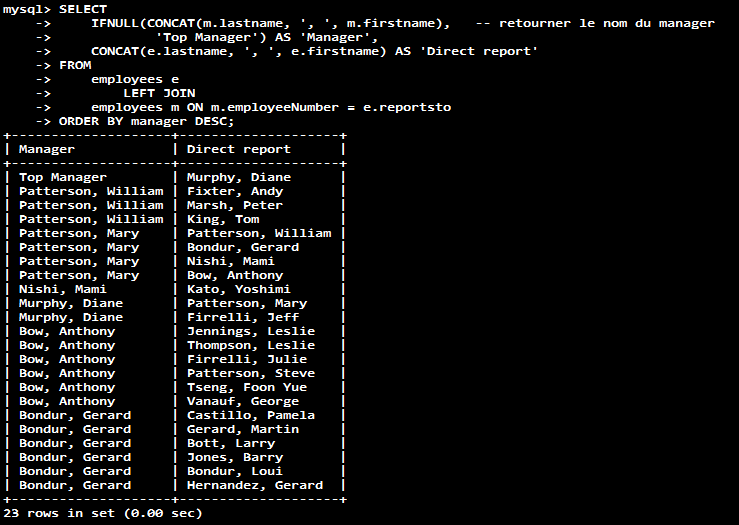 mysql> SELECT
    ->     IFNULL(CONCAT(m.lastname, ', ', m.firstname),   -- retourner le nom du manager
    ->             'Top Manager') AS 'Manager',
    ->     CONCAT(e.lastname, ', ', e.firstname) AS 'Direct report'
    -> FROM
    ->     employees e
    ->         LEFT JOIN
    ->     employees m ON m.employeeNumber = e.reportsto
    -> ORDER BY manager DESC;
+--------------------+--------------------+
| Manager            | Direct report      |
+--------------------+--------------------+
| Top Manager        | Murphy, Diane      |
| Patterson, William | Fixter, Andy       |
| Patterson, William | Marsh, Peter       |
| Patterson, William | King, Tom          |
| Patterson, Mary    | Patterson, William |
| Patterson, Mary    | Bondur, Gerard     |
| Patterson, Mary    | Nishi, Mami        |
| Patterson, Mary    | Bow, Anthony       |
| Nishi, Mami        | Kato, Yoshimi      |
| Murphy, Diane      | Patterson, Mary    |
| Murphy, Diane      | Firrelli, Jeff     |
| Bow, Anthony       | Jennings, Leslie   |
| Bow, Anthony       | Thompson, Leslie   |
| Bow, Anthony       | Firrelli, Julie    |
| Bow, Anthony       | Patterson, Steve   |
| Bow, Anthony       | Tseng, Foon Yue    |
| Bow, Anthony       | Vanauf, George     |
| Bondur, Gerard     | Castillo, Pamela   |
| Bondur, Gerard     | Gerard, Martin     |
| Bondur, Gerard     | Bott, Larry        |
| Bondur, Gerard     | Jones, Barry       |
| Bondur, Gerard     | Bondur, Loui       |
| Bondur, Gerard     | Hernandez, Gerard  |
+--------------------+--------------------+
23 rows in set (0.00 sec)